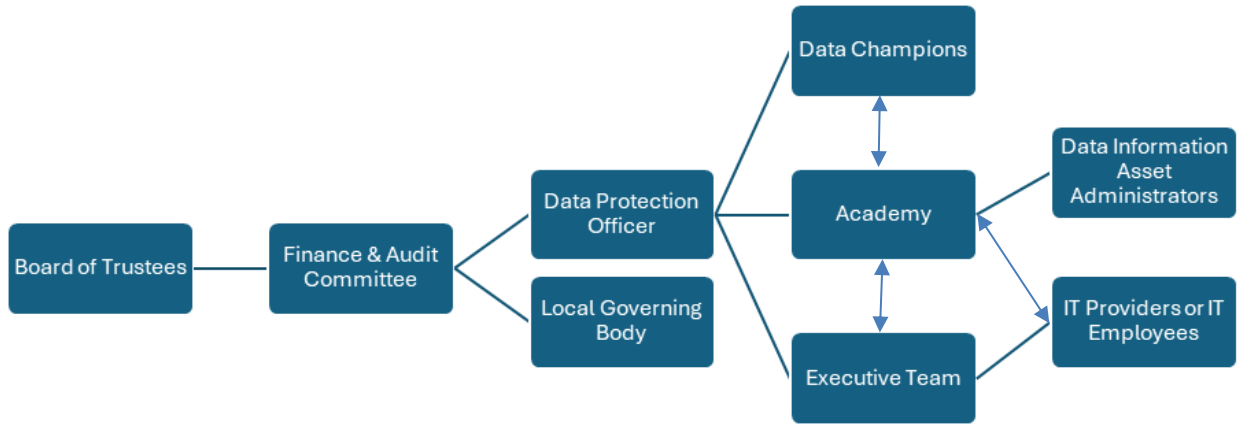 Board of Trustees
Finance & Audit
Committee
Data Protection
Officer
Local Governing
Body
Data Champions
Academy
Executive Team
Data Information
Asset
Administrators
IT Providers or IT
Employees